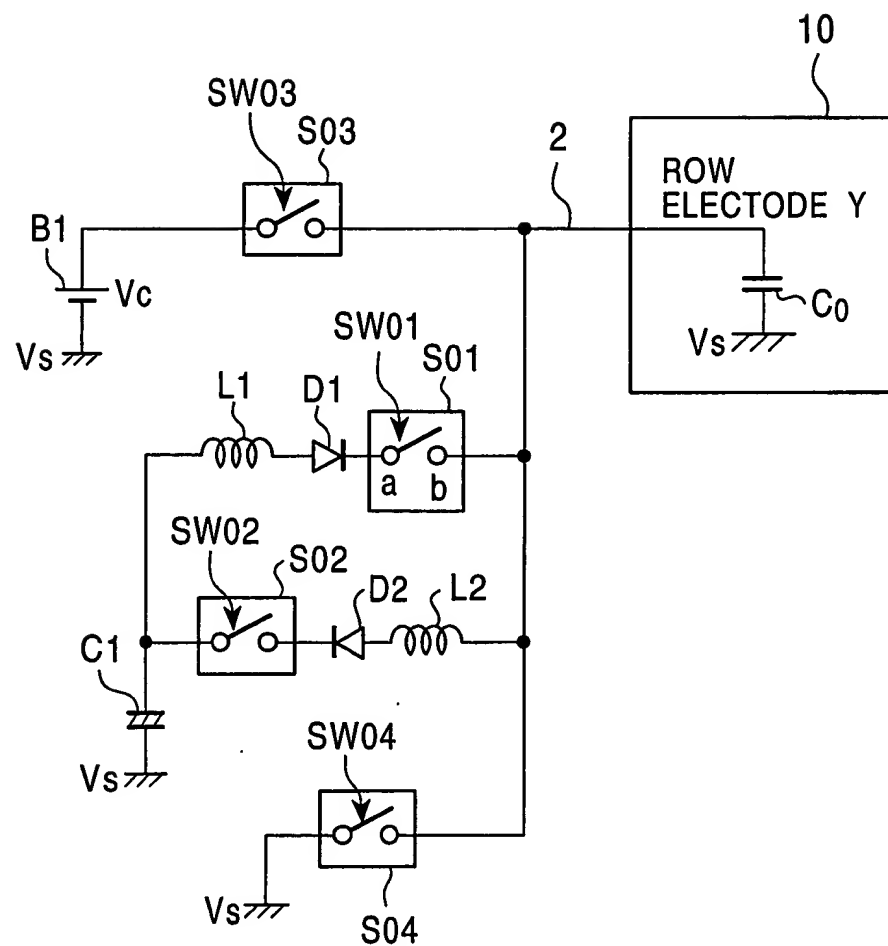 10
SW03
S03
2
ROW
ELECTODE Y
B1
Vc
C0
Vs
Vs
SW01
S01
L1
D1
a
b
SW02
S02
D2
L2
C1
Vs
SW04
Vs
S04